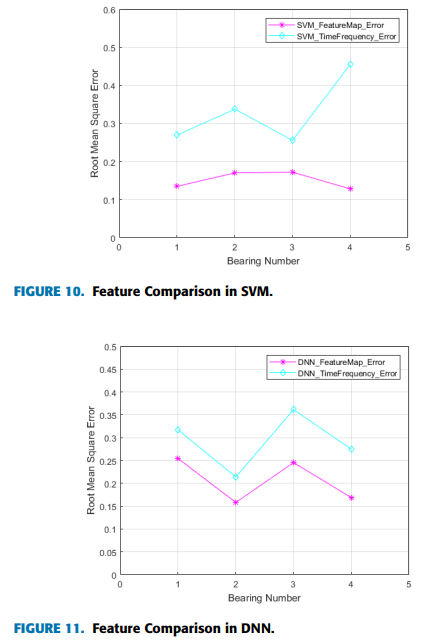 0.6
0.5
0.4
0.3
0.2
0.1
0
Root Mean Square Error
SVM_FeatureMap_Error
SVM_TimeFrequency_Error
0 1 2 3 4 5
Bearing Number
FIGURE 10. Feature Comparison in SVM.
0.5
0.45
0.4
0.35
0.3
0.25
0.2
0.15
0.1
0.05
0
Root Mean Square Error
DNN_FeatureMap_Error
DNN_TimeFrequency_Error
0 1 2 3 4 5
Bearing Number
FIGURE 11. Feature Comparison in DNN.